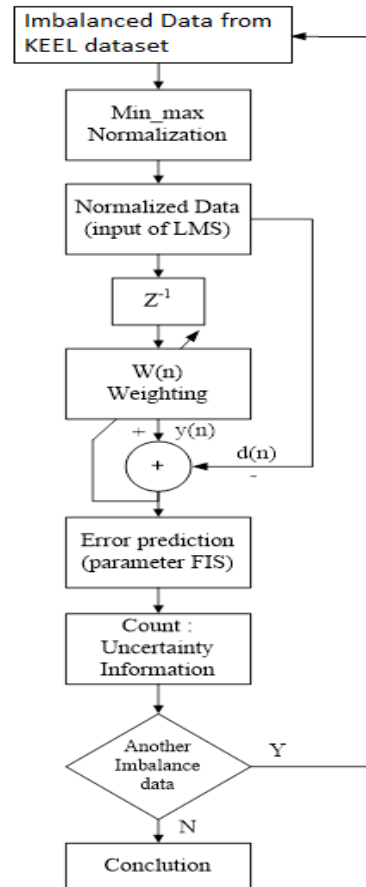 Imbalanced Data from
KEEL dataset
Min_max
Normalization
Normalized Data
(input of LMS)
Z⁻¹
W(n)
Weighting
+ y(n)
+
d(n)
-
Error prediction
(parameter FIS)
Count :
Uncertainty
Information
Another
Imbalance
data
Y
N
Conclution